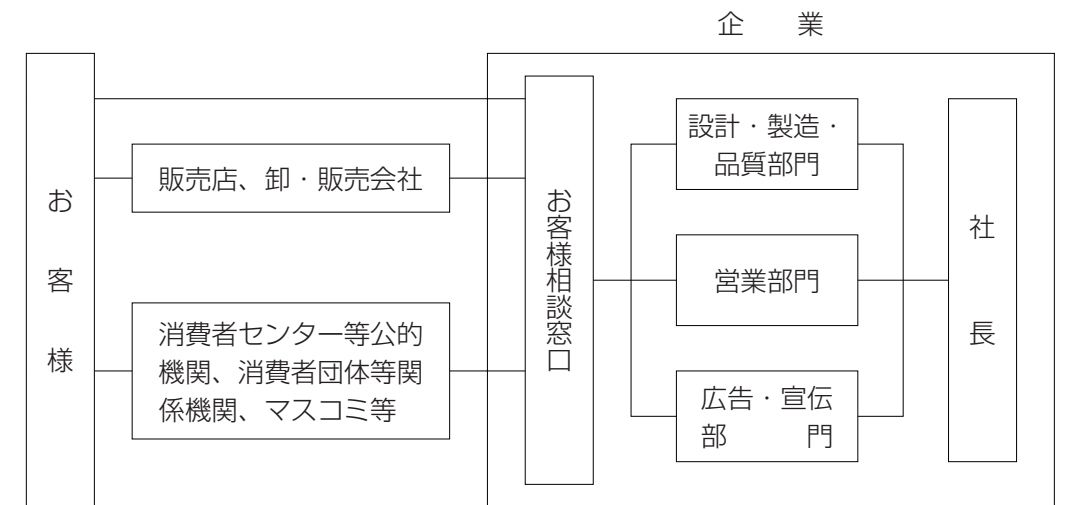 企　業
お客様
販売店、卸・販売会社
消費者センター等公的
機関、消費者団体等関
係機関、マスコミ等
お客様相談窓口
設計・製造・
品質部門
営業部門
広告・宣伝
部　　門
社長